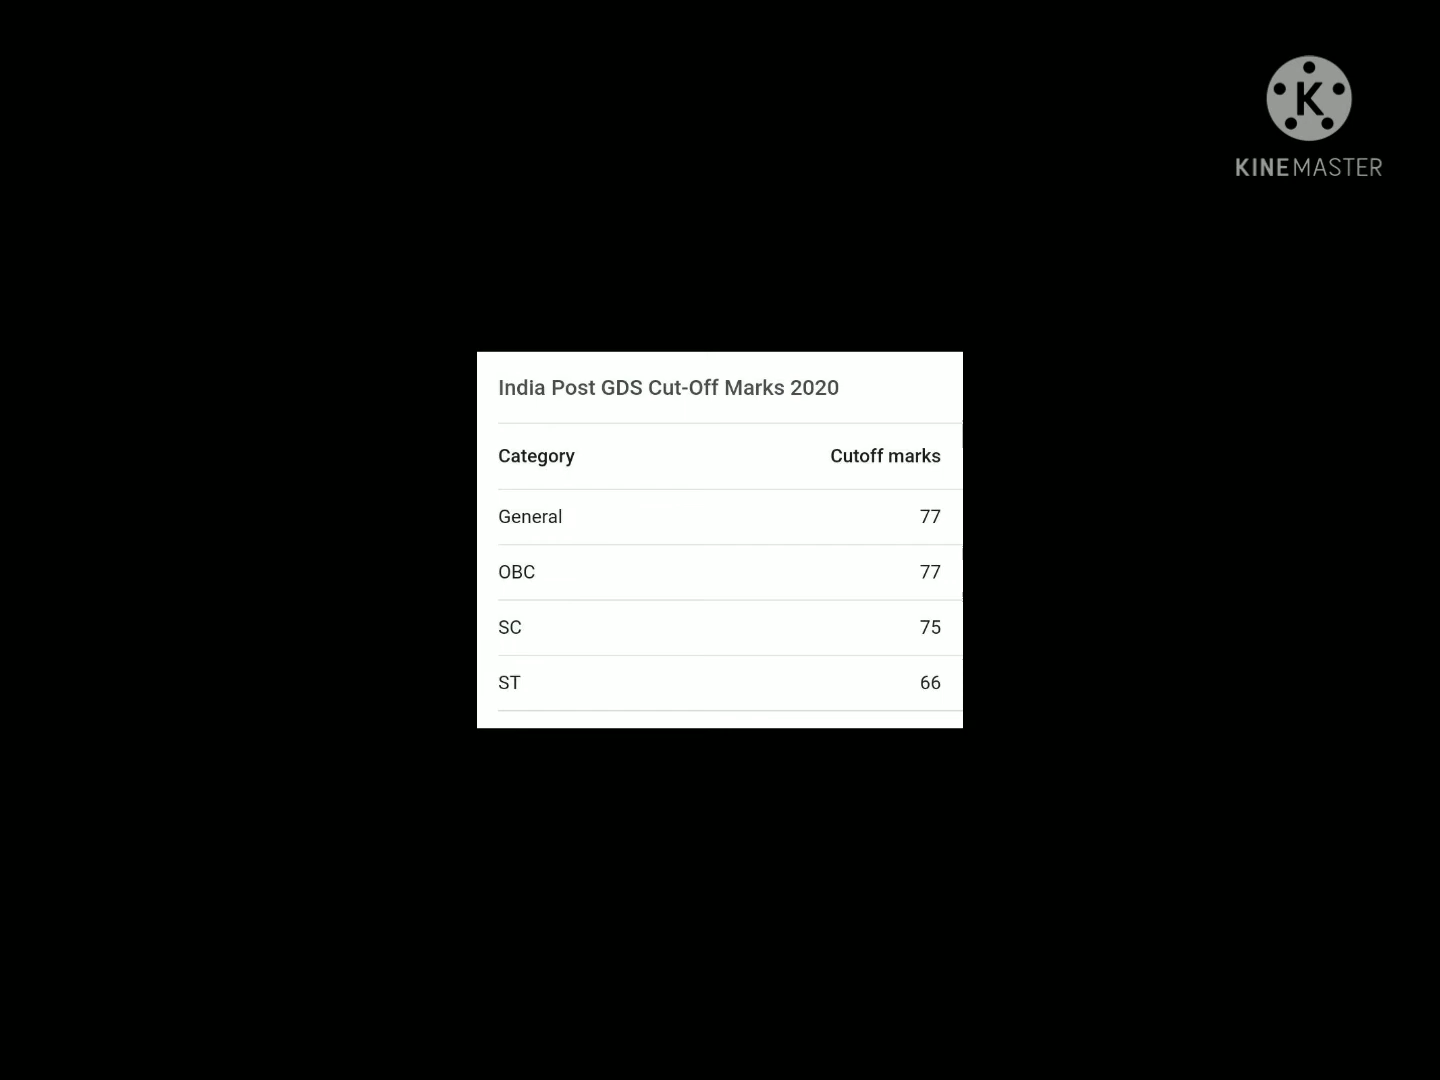 K
KINEMASTER
India Post GDS Cut-Off Marks 2020
Category Cutoff marks
General 77
OBC 77
SC 75
ST 66